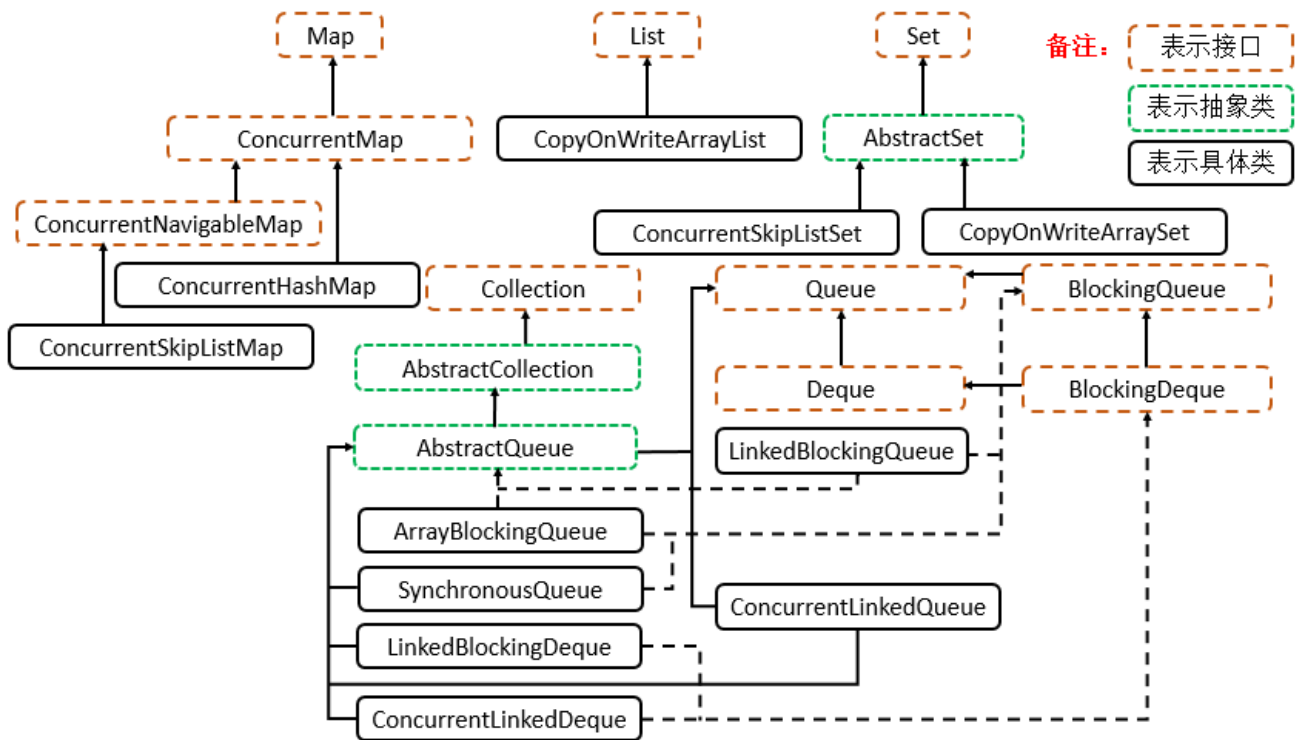 Map
List
Set
备注：
表示接口
表示抽象类
表示具体类
ConcurrentMap
CopyOnWriteArrayList
AbstractSet
ConcurrentNavigableMap
ConcurrentSkipListSet
CopyOnWriteArraySet
ConcurrentHashMap
Collection
Queue
BlockingQueue
ConcurrentSkipListMap
AbstractCollection
Deque
BlockingDeque
AbstractQueue
LinkedBlockingQueue
ArrayBlockingQueue
SynchronousQueue
ConcurrentLinkedQueue
LinkedBlockingDeque
ConcurrentLinkedDeque